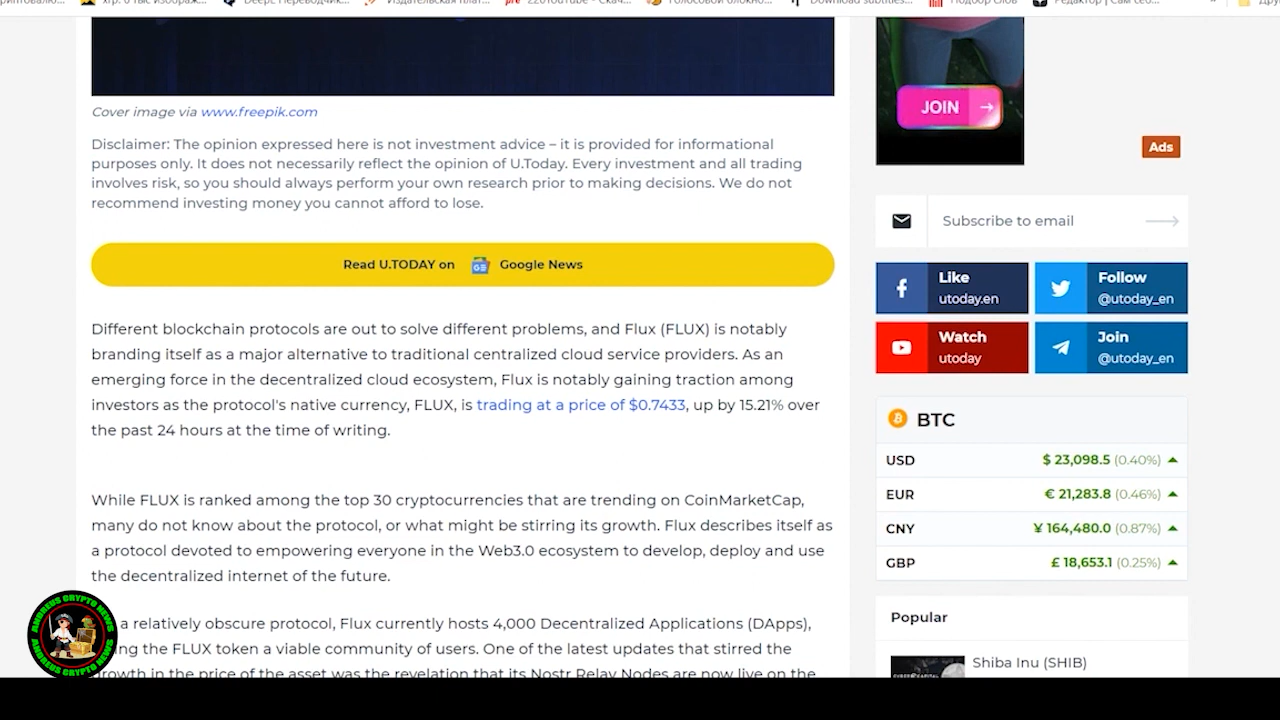 Cover image via www.freepik.com
Disclaimer: The opinion expressed here is not investment advice – it is provided for informational
purposes only. It does not necessarily reflect the opinion of U.Today. Every investment and all trading
involves risk, so you should always perform your own research prior to making decisions. We do not
recommend investing money you cannot afford to lose.
Read U.TODAY on Google News
Different blockchain protocols are out to solve different problems, and Flux (FLUX) is notably
branding itself as a major alternative to traditional centralized cloud service providers. As an
emerging force in the decentralized cloud ecosystem, Flux is notably gaining traction among
investors as the protocol's native currency, FLUX, is trading at a price of $0.7433, up by 15.21% over
the past 24 hours at the time of writing.
While FLUX is ranked among the top 30 cryptocurrencies that are trending on CoinMarketCap,
many do not know about the protocol, or what might be stirring its growth. Flux describes itself as
a protocol devoted to empowering everyone in the Web3.0 ecosystem to develop, deploy and use
the decentralized internet of the future.
a relatively obscure protocol, Flux currently hosts 4,000 Decentralized Applications (DApps),
the FLUX token a viable community of users. One of the latest updates that stirred the
growth in the price of the asset was the revelation that its Nostr Relay Nodes are now live on the
JOIN
Ads
Subscribe to email
Like
utoday.en
Follow
@utoday_en
Watch
utoday
Join
@utoday_en
BTC
USD $ 23,098.5 (0.40%)
EUR € 21,283.8 (0.46%)
CNY ¥ 164,480.0 (0.87%)
GBP £ 18,653.1 (0.25%)
Popular
Shiba Inu (SHIB)
ANDREUS CRYPTO NEWS
ANDREUS CRYPTO NEWS